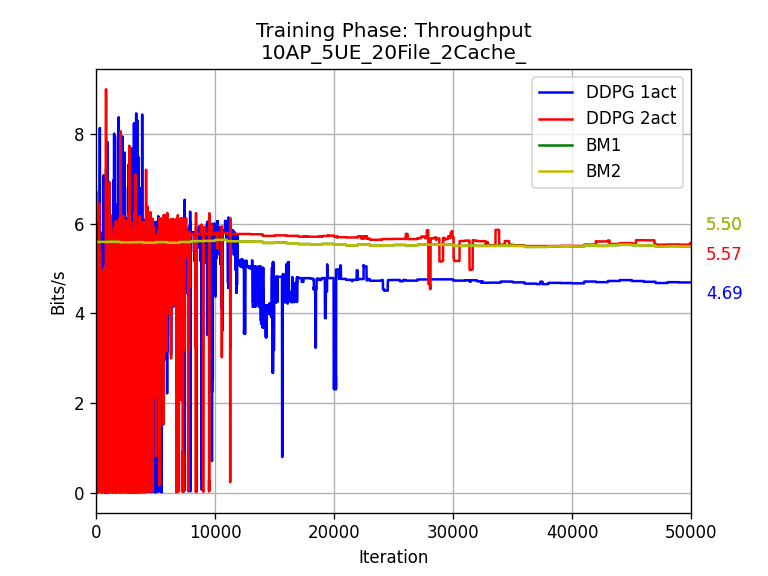 Training Phase: Throughput
10AP_5UE_20File_2Cache_
DDPG 1act
DDPG 2act
BM1
BM2
8
6
4
2
0
Bits/s
5.50
5.57
4.69
0
10000
20000
30000
40000
50000
Iteration